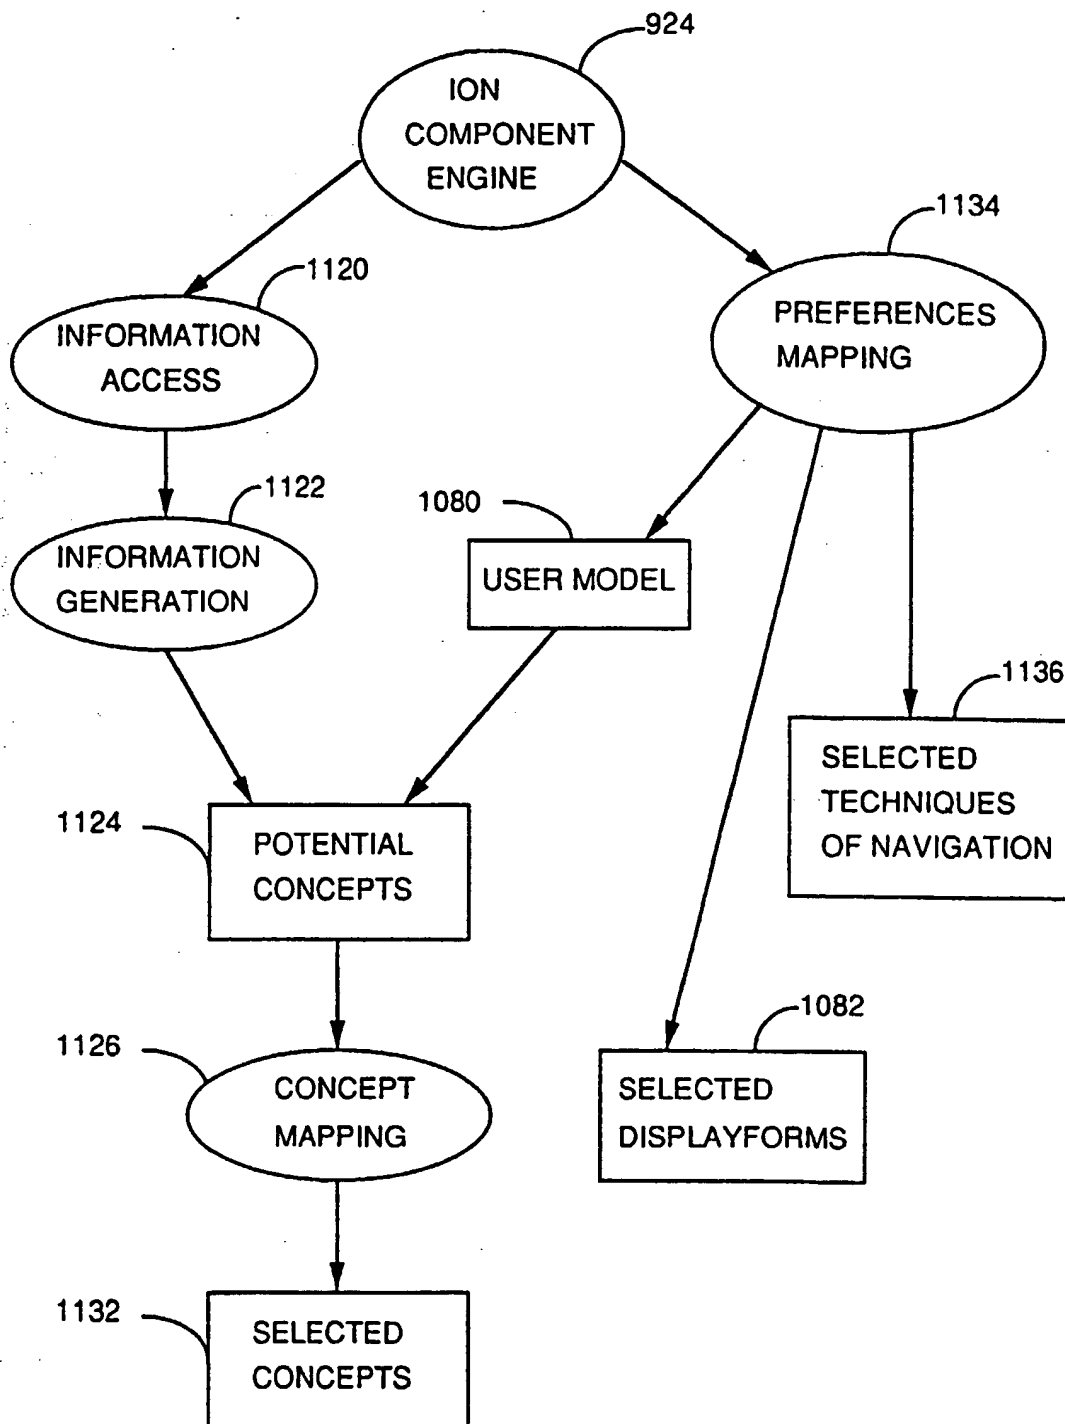 924
ION
COMPONENT
ENGINE
1134
1120
PREFERENCES
MAPPING
INFORMATION
ACCESS
1122
1080
INFORMATION
GENERATION
USER MODEL
1136
SELECTED
TECHNIQUES
OF NAVIGATION
1124
POTENTIAL
CONCEPTS
1082
1126
CONCEPT
MAPPING
SELECTED
DISPLAYFORMS
1132
SELECTED
CONCEPTS